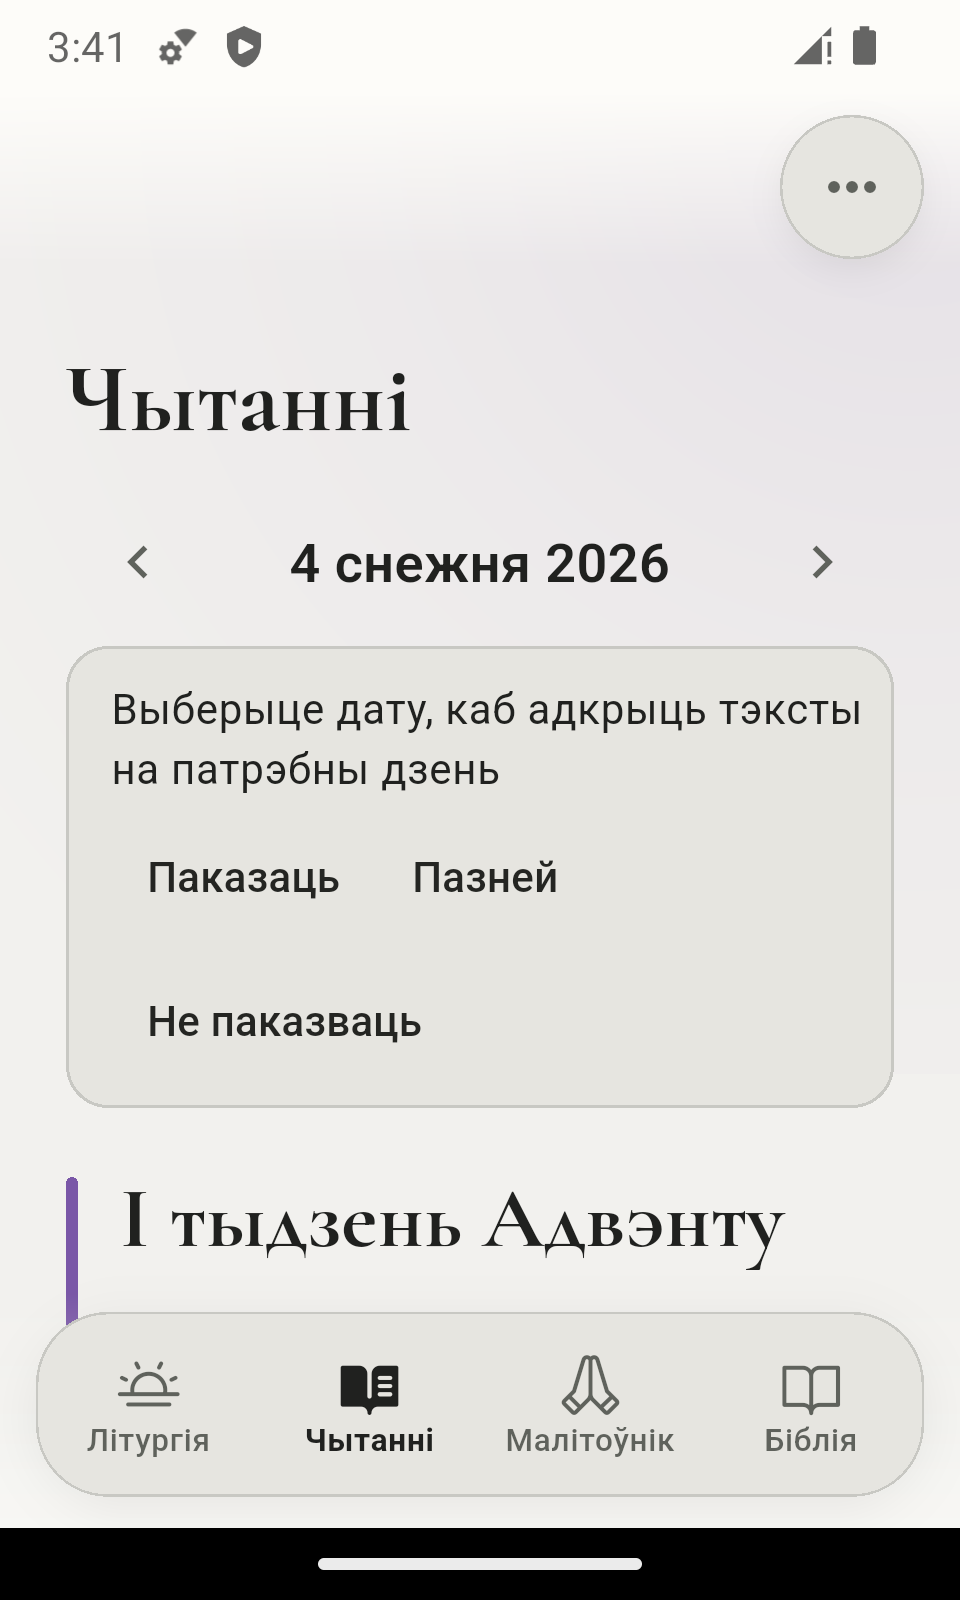 3:41
Чытанні
4 снежня 2026
Выберыце дату, каб адкрыць тэксты
на патрэбны дзень
Паказаць Пазней
Не паказваць
І тыдзень Адвэнту
Літургія Чытанні Малітоўнік Біблія